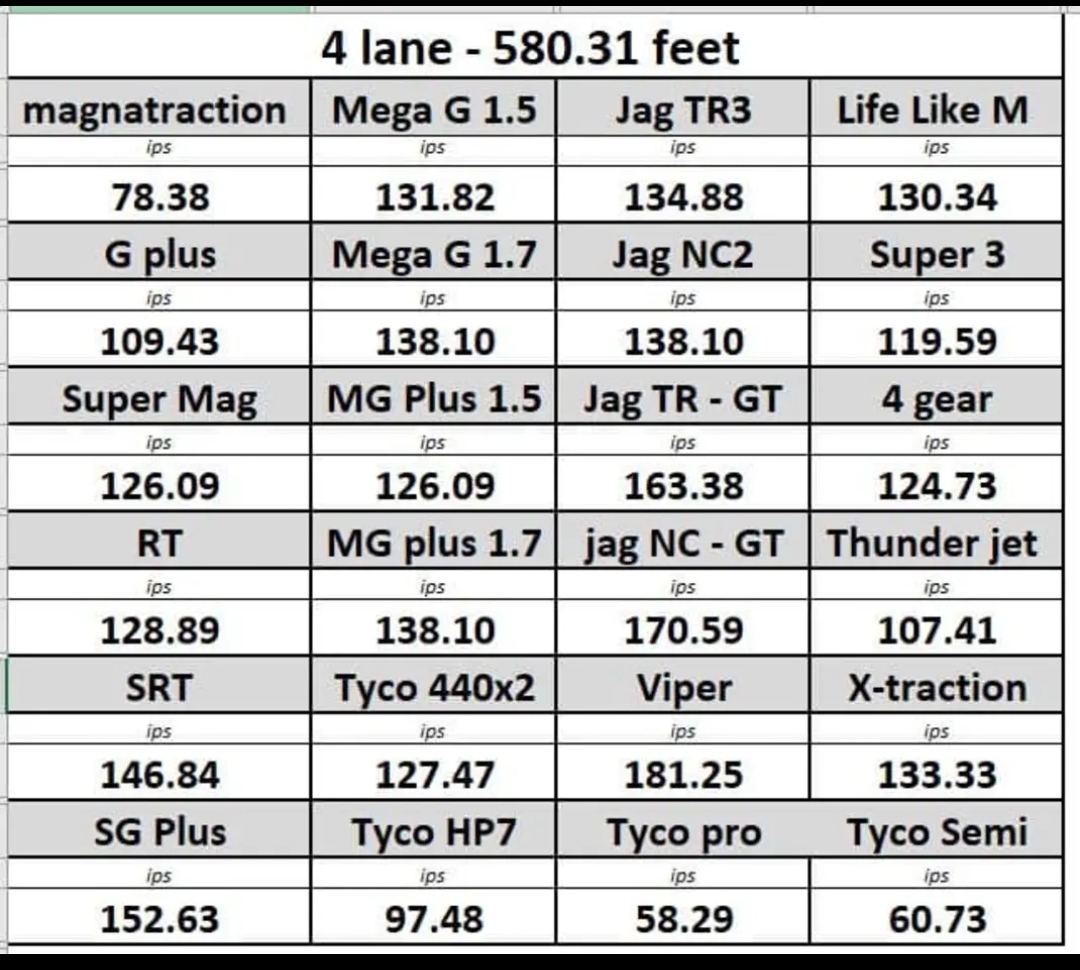 4 lane - 580.31 feet
magnatraction Mega G 1.5 Jag TR3 Life Like M
ips ips ips ips
78.38 131.82 134.88 130.34
G plus Mega G 1.7 Jag NC2 Super 3
ips ips ips ips
109.43 138.10 138.10 119.59
Super Mag MG Plus 1.5 Jag TR - GT 4 gear
ips ips ips ips
126.09 126.09 163.38 124.73
RT MG plus 1.7 jag NC - GT Thunder jet
ips ips ips ips
128.89 138.10 170.59 107.41
SRT Tyco 440x2 Viper X-traction
ips ips ips ips
146.84 127.47 181.25 133.33
SG Plus Tyco HP7 Tyco pro Tyco Semi
ips ips ips ips
152.63 97.48 58.29 60.73